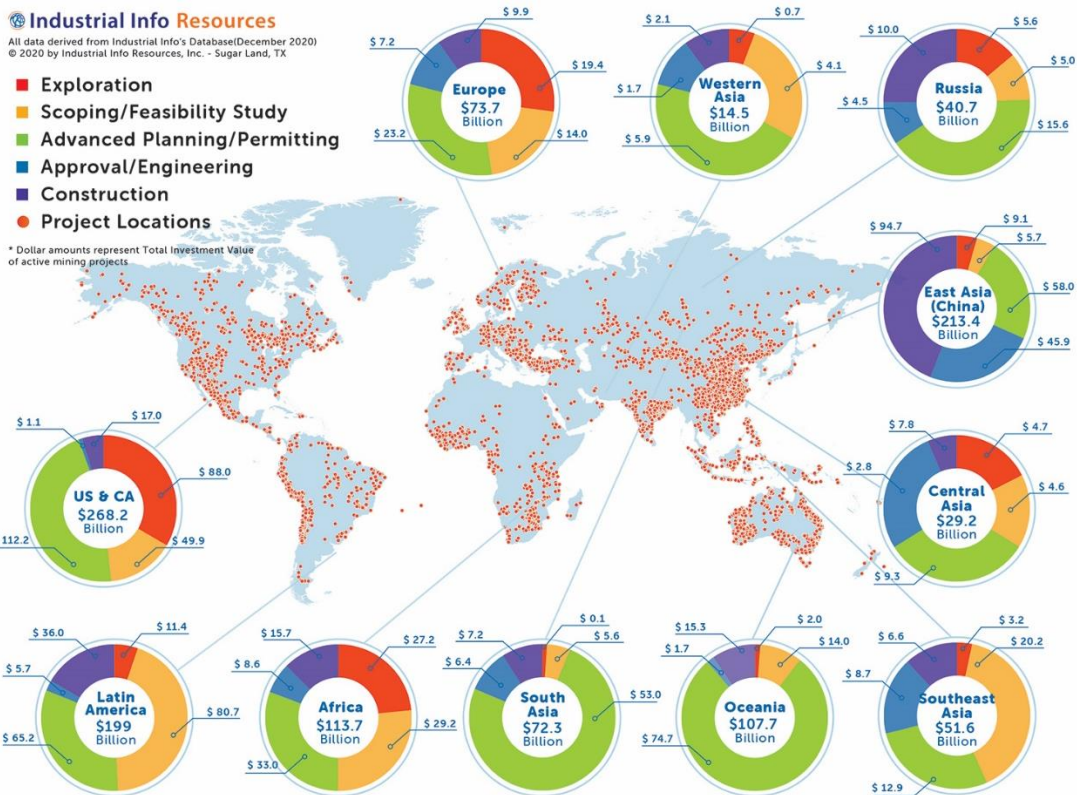 Industrial Info Resources
All data derived from Industrial Info's Database(December 2020)
© 2020 by Industrial Info Resources, Inc. - Sugar Land, TX
Exploration
Scoping/Feasibility Study
Advanced Planning/Permitting
Approval/Engineering
Construction
Project Locations
* Dollar amounts represent Total Investment Value
of active mining projects
$ 9.9
$ 7.2
$ 19.4
Europe
$73.7
Billion
$ 23.2
$ 14.0
$ 2.1
$ 0.7
$ 1.7
$ 4.1
Western
Asia
$14.5
Billion
$ 5.9
$ 10.0
$ 5.6
$ 5.0
$ 4.5
Russia
$40.7
Billion
$ 15.6
$ 94.7
$ 9.1
$ 5.7
East Asia
(China)
$213.4
Billion
$ 58.0
$ 45.9
$ 7.8
$ 4.7
$ 2.8
$ 4.6
Central
Asia
$29.2
Billion
$ 9.3
$ 1.1
$ 17.0
$ 88.0
US & CA
$268.2
Billion
112.2
$ 49.9
$ 36.0
$ 11.4
$ 5.7
Latin
America
$199
Billion
$ 80.7
$ 65.2
$ 15.7
$ 27.2
$ 8.6
Africa
$113.7
Billion
$ 29.2
$ 33.0
$ 7.2
$ 0.1
$ 5.6
$ 6.4
South
Asia
$72.3
Billion
$ 53.0
$ 15.3
$ 2.0
$ 1.7
$ 14.0
Oceania
$107.7
Billion
$ 74.7
$ 6.6
$ 3.2
$ 20.2
$ 8.7
Southeast
Asia
$51.6
Billion
$ 12.9